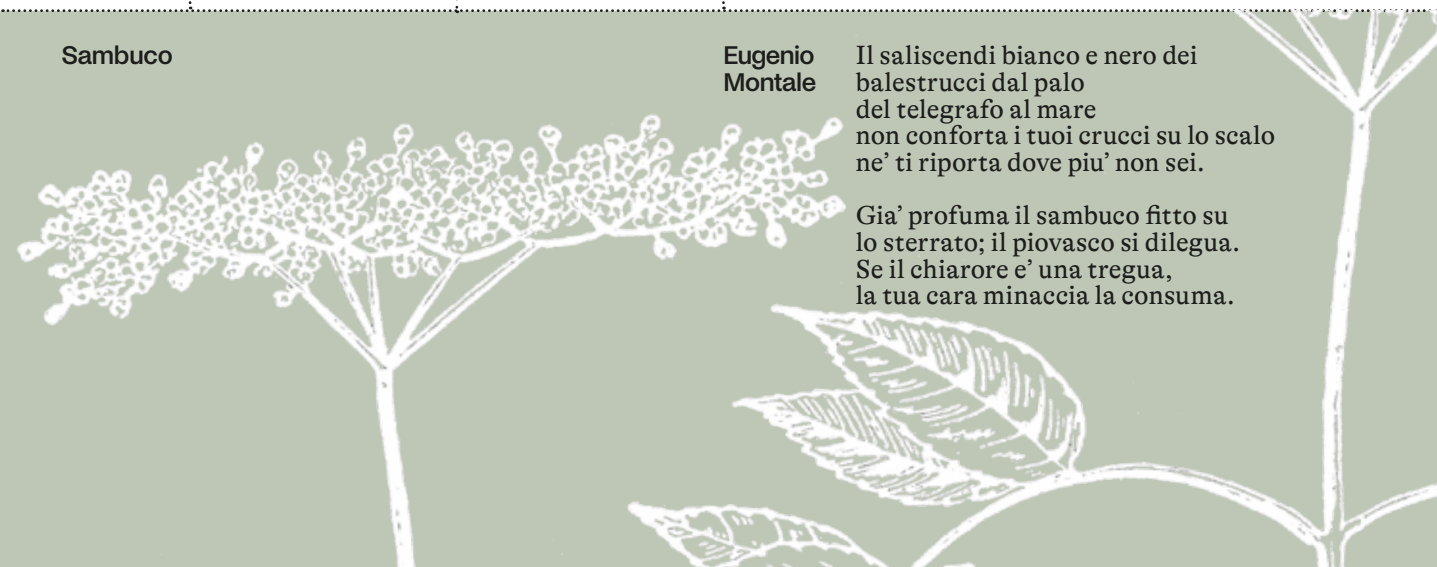 Sambuco
Eugenio
Montale
Il saliscendi bianco e nero dei
balestrucci dal palo
del telegrafo al mare
non conforta i tuoi crucci su lo scalo
ne’ ti riporta dove piu’ non sei.
Gia’ profuma il sambuco fitto su
lo sterrato; il piovasco si dilegua.
Se il chiarore e’ una tregua,
la tua cara minaccia la consuma.